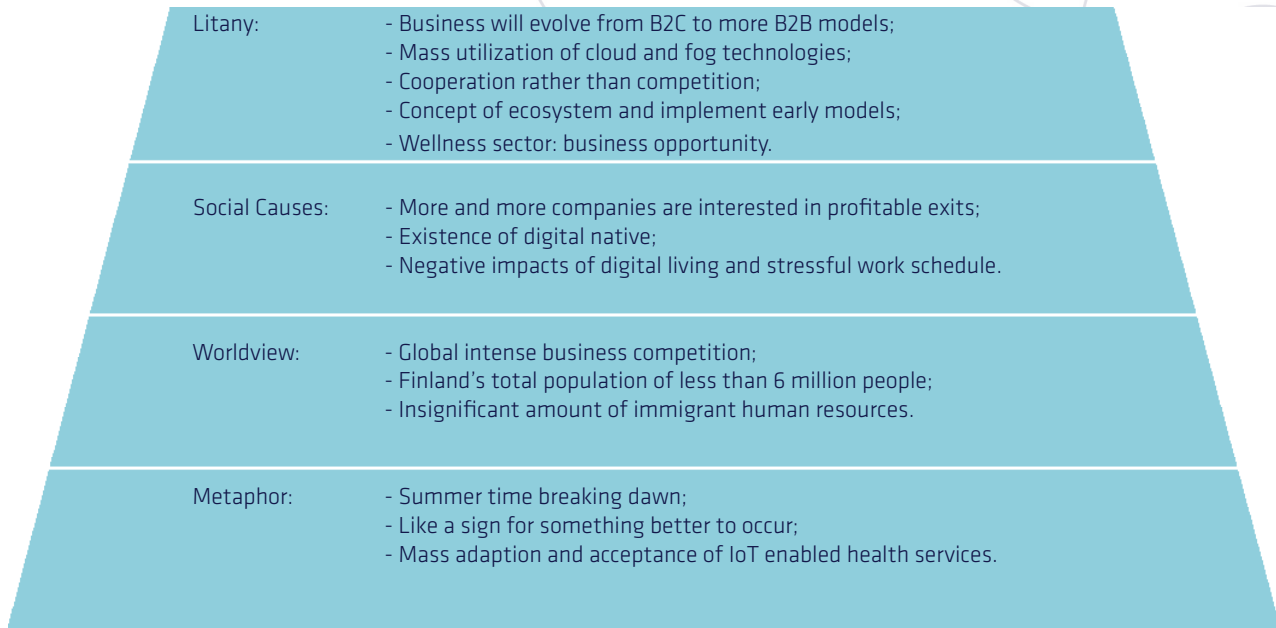 Litany: - Business will evolve from B2C to more B2B models;
- Mass utilization of cloud and fog technologies;
- Cooperation rather than competition;
- Concept of ecosystem and implement early models;
- Wellness sector: business opportunity.
Social Causes: - More and more companies are interested in profitable exits;
- Existence of digital native;
- Negative impacts of digital living and stressful work schedule.
Worldview: - Global intense business competition;
- Finland's total population of less than 6 million people;
- Insignificant amount of immigrant human resources.
Metaphor: - Summer time breaking dawn;
- Like a sign for something better to occur;
- Mass adaption and acceptance of IoT enabled health services.